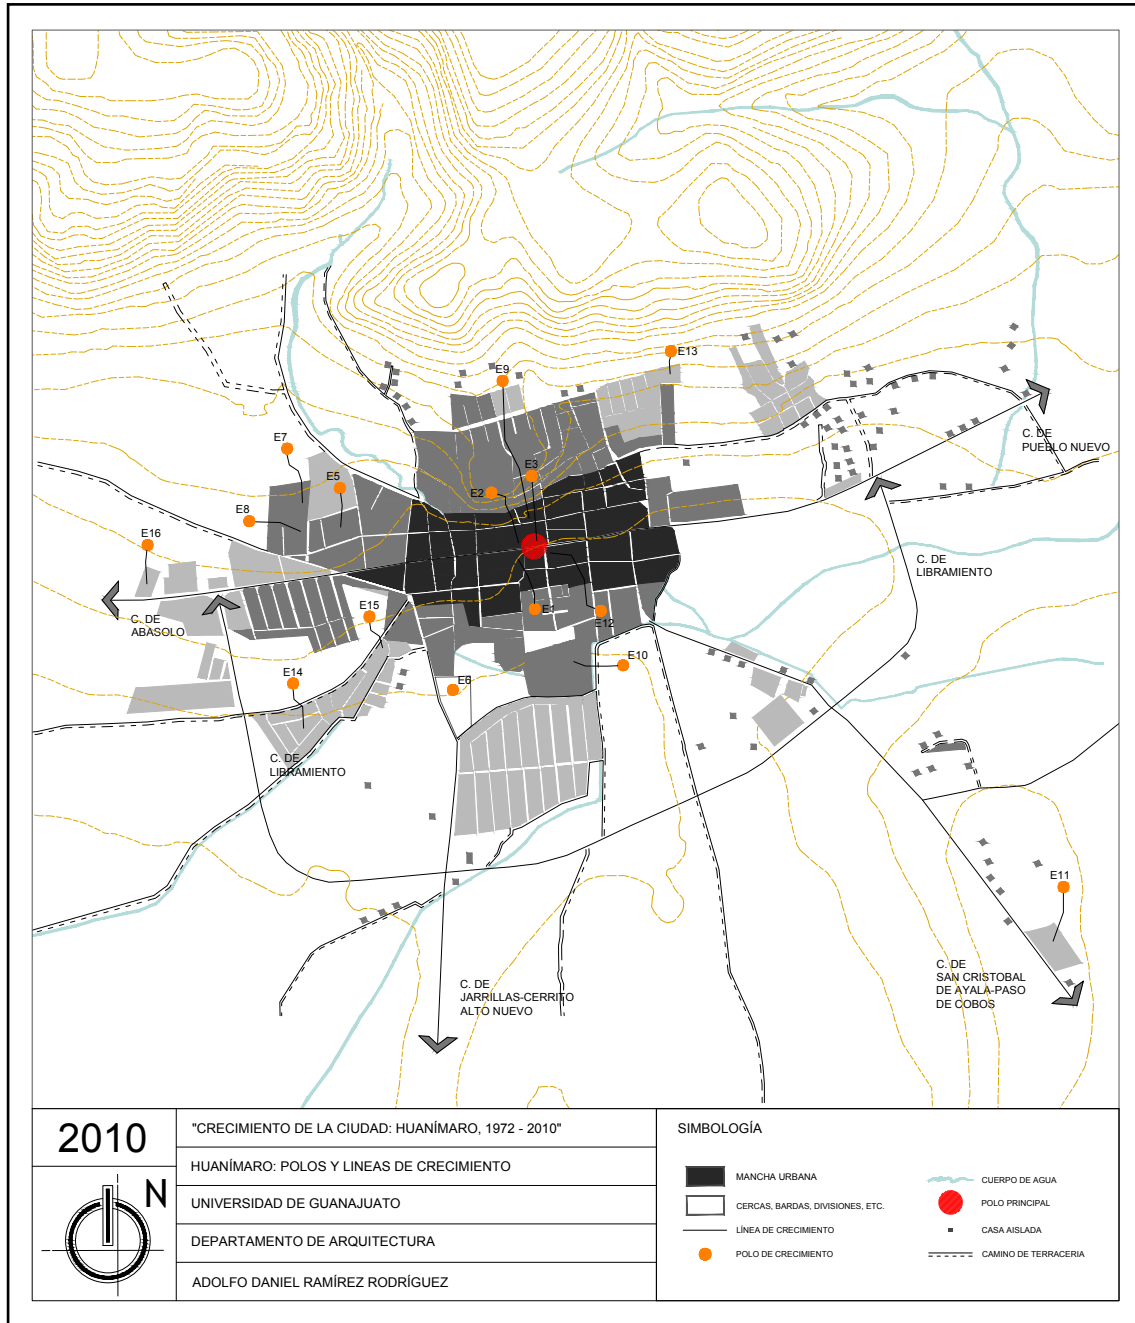 E13
E9
C. DE
PUEBLO NUEVO
E7
E5
E3
E2
E8
E16
C. DE
LIBRAMIENTO
C. DE
ABASOLO
E15
E1
E12
E10
E14
E6
C. DE
LIBRAMIENTO
E11
C. DE
JARRILLAS-CERRITO
ALTO NUEVO
C. DE
SAN CRISTOBAL
DE AYALA-PASO
DE COBOS
2010
N
"CRECIMIENTO DE LA CIUDAD: HUANÍMARO, 1972 - 2010"
HUANÍMARO: POLOS Y LINEAS DE CRECIMIENTO
UNIVERSIDAD DE GUANAJUATO
DEPARTAMENTO DE ARQUITECTURA
ADOLFO DANIEL RAMÍREZ RODRÍGUEZ
SIMBOLOGÍA
MANCHA URBANA
CERCAS, BARDAS, DIVISIONES, ETC.
LÍNEA DE CRECIMIENTO
POLO DE CRECIMIENTO
CUERPO DE AGUA
POLO PRINCIPAL
CASA AISLADA
CAMINO DE TERRACERIA